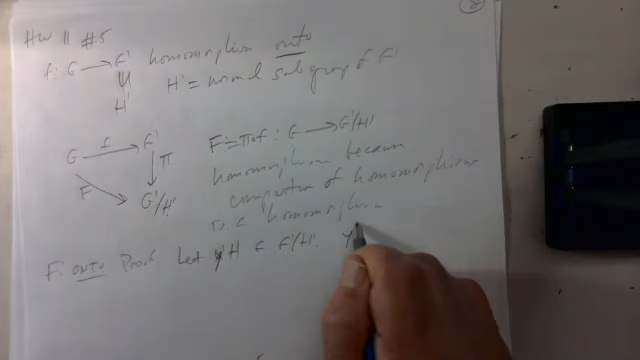 HW 11 #5
f: G → G' homomorphism onto
∪
H' H' = normal subgroup of G'
G f→ G' F = π∘f : G → G'/H'
↓ π
F ↘ G'/H'
homomorphism because
composition of homomorphisms
is a homomorphism
F onto Proof. Let y'H' ∈ G'/H'. y